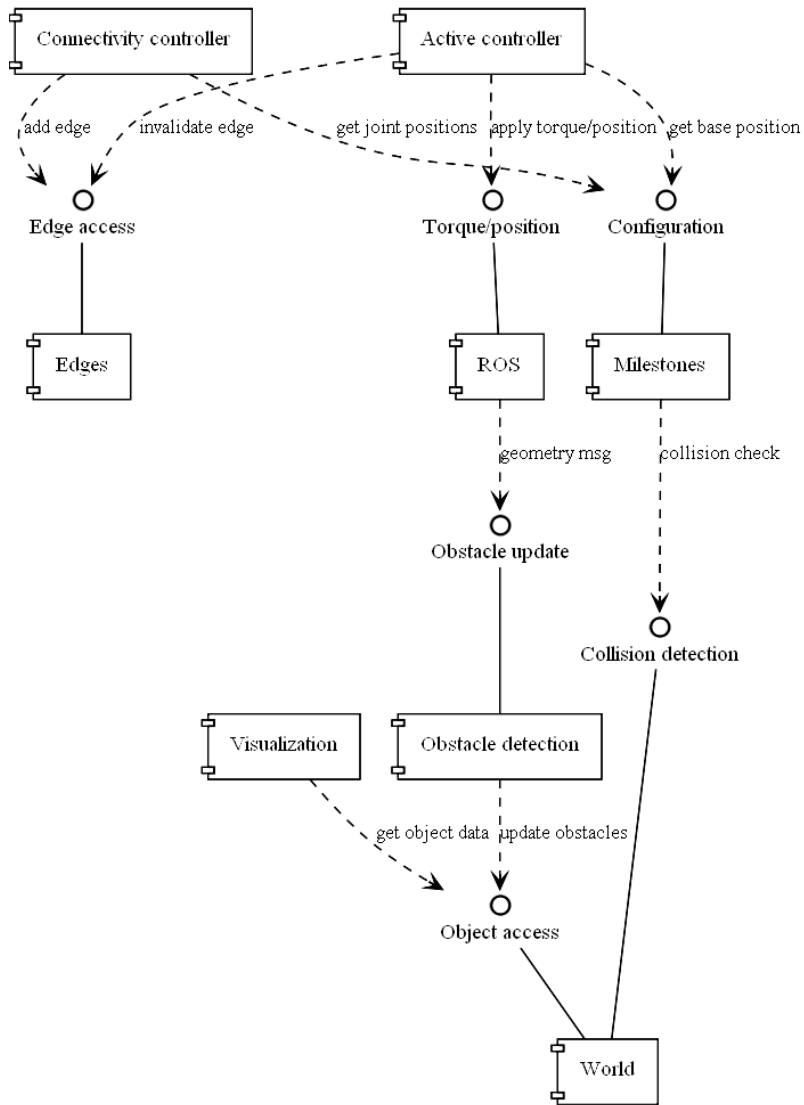 Connectivity controller
Active controller
add edge
invalidate edge
get joint positions
apply torque/position
get base position
Edge access
Torque/position
Configuration
Edges
ROS
Milestones
geometry msg
collision check
Obstacle update
Collision detection
Visualization
Obstacle detection
get object data
update obstacles
Object access
World